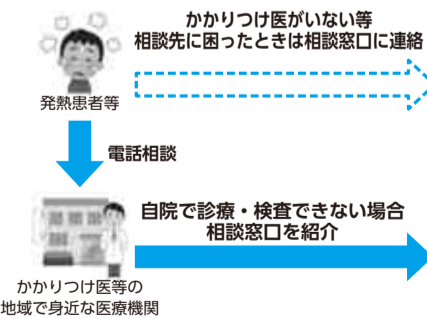 かかりつけ医がいない等
相談先に困ったときは相談窓口に連絡
発熱患者等
電話相談
自院で診療・検査できない場合
相談窓口を紹介
かかりつけ医等の
地域で身近な医療機関